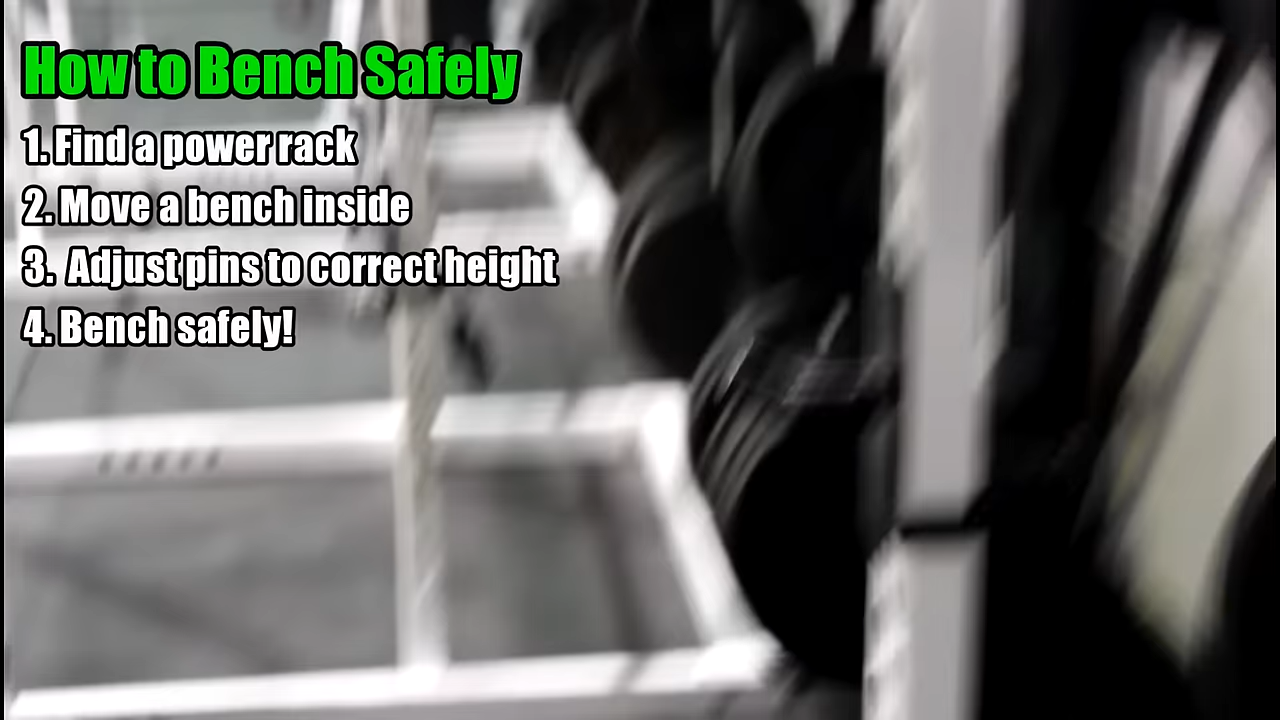 How to Bench Safely
1. Find a power rack
2. Move a bench inside
3. Adjust pins to correct height
4. Bench safely!